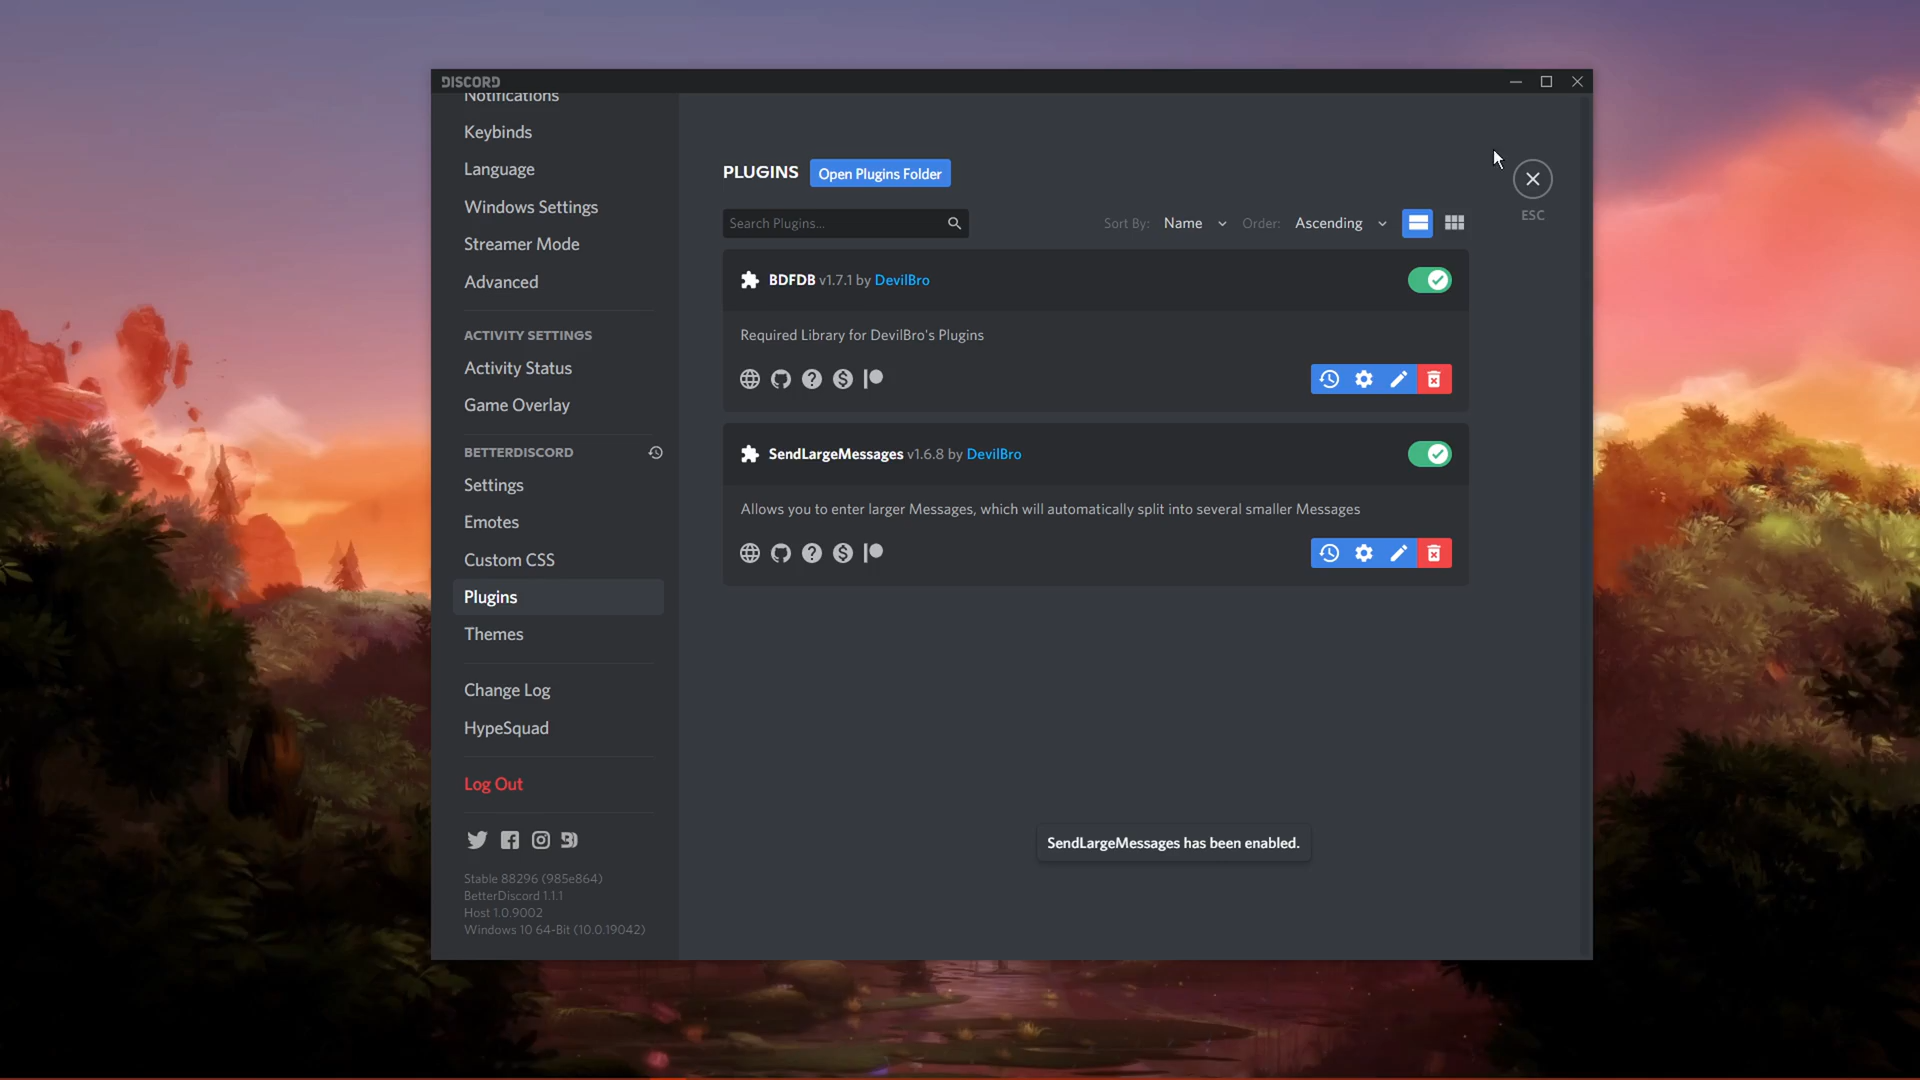 DISCORD
Notifications
Keybinds
Language
Windows Settings
Streamer Mode
Advanced
ACTIVITY SETTINGS
Activity Status
Game Overlay
BETTERDISCORD
Settings
Emotes
Custom CSS
Plugins
Themes
Change Log
HypeSquad
Log Out
Stable 88296 (985e864)
BetterDiscord 1.1.1
Host 1.0.9002
Windows 10 64-Bit (10.0.19042)
PLUGINS Open Plugins Folder
ESC
Search Plugins... Sort By: Name Order: Ascending
BDFDB v1.7.1 by DevilBro
Required Library for DevilBro's Plugins
SendLargeMessages v1.6.8 by DevilBro
Allows you to enter larger Messages, which will automatically split into several smaller Messages
SendLargeMessages has been enabled.